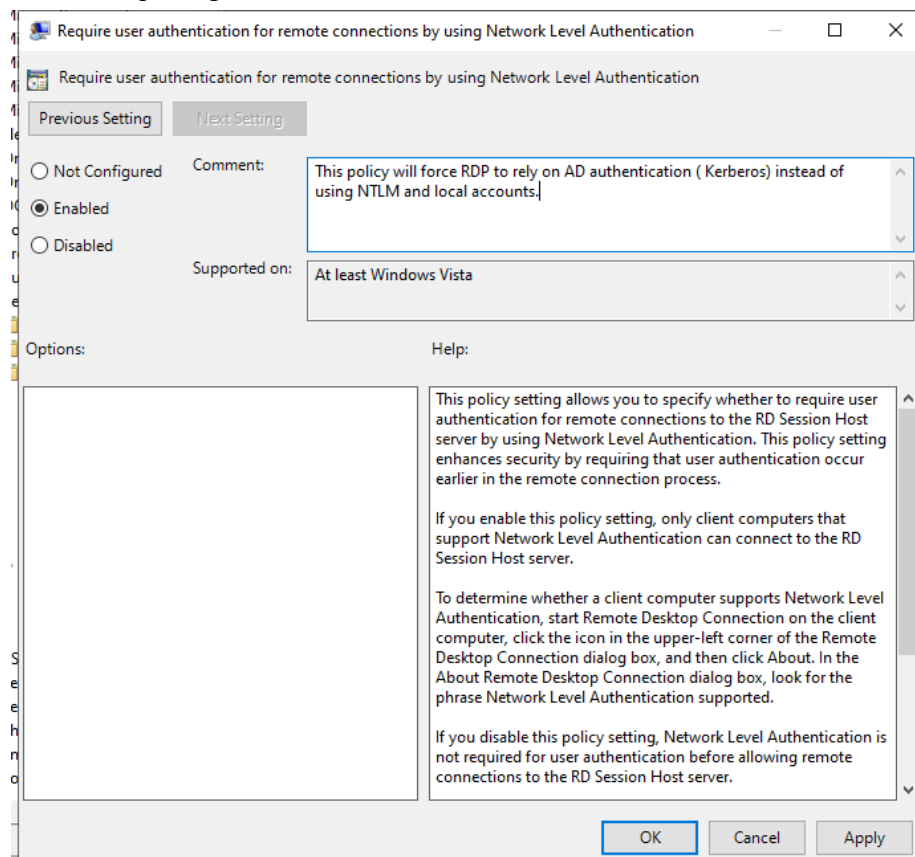 Require user authentication for remote connections by using Network Level Authentication
Require user authentication for remote connections by using Network Level Authentication
Previous Setting
Next Setting
Not Configured
Enabled
Disabled
Comment:
This policy will force RDP to rely on AD authentication ( Kerberos) instead of
using NTLM and local accounts.
Supported on:
At least Windows Vista
Options:
Help:
This policy setting allows you to specify whether to require user
authentication for remote connections to the RD Session Host
server by using Network Level Authentication. This policy setting
enhances security by requiring that user authentication occur
earlier in the remote connection process.
If you enable this policy setting, only client computers that
support Network Level Authentication can connect to the RD
Session Host server.
To determine whether a client computer supports Network Level
Authentication, start Remote Desktop Connection on the client
computer, click the icon in the upper-left corner of the Remote
Desktop Connection dialog box, and then click About. In the
About Remote Desktop Connection dialog box, look for the
phrase Network Level Authentication supported.
If you disable this policy setting, Network Level Authentication is
not required for user authentication before allowing remote
connections to the RD Session Host server.
OK
Cancel
Apply